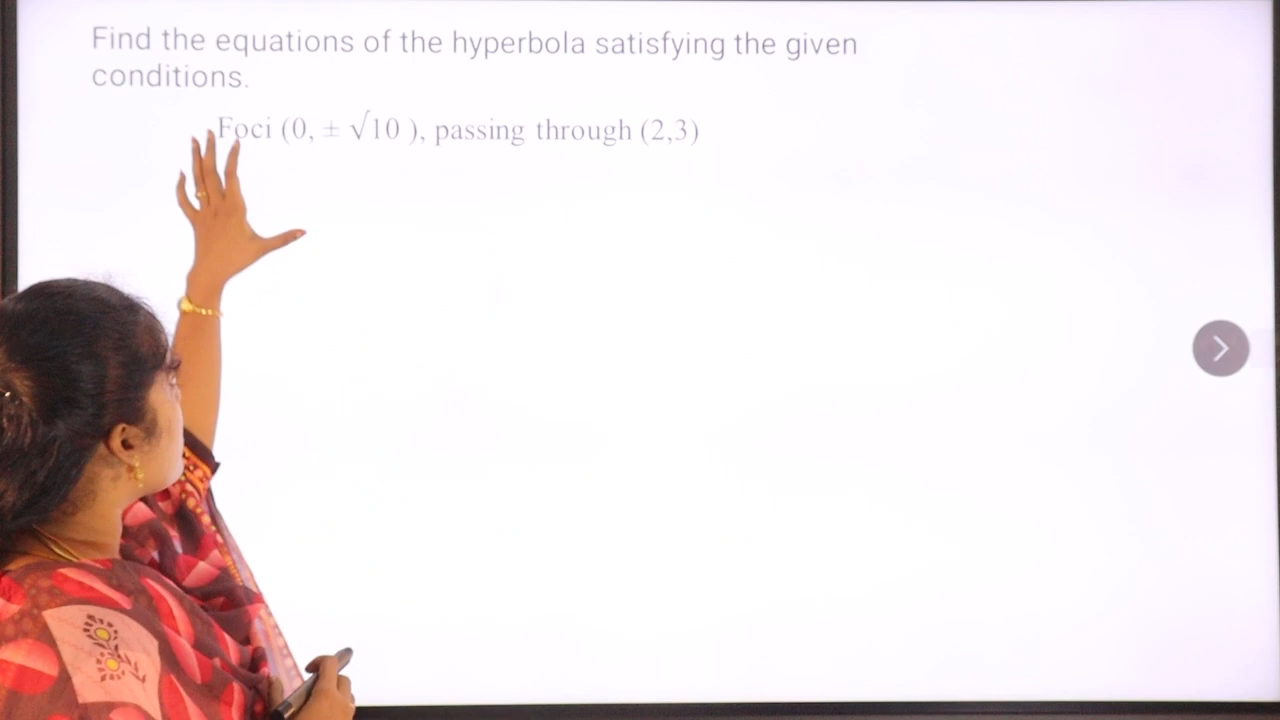 Find the equations of the hyperbola satisfying the given
conditions.
Foci (0, ± √10 ), passing through (2,3)